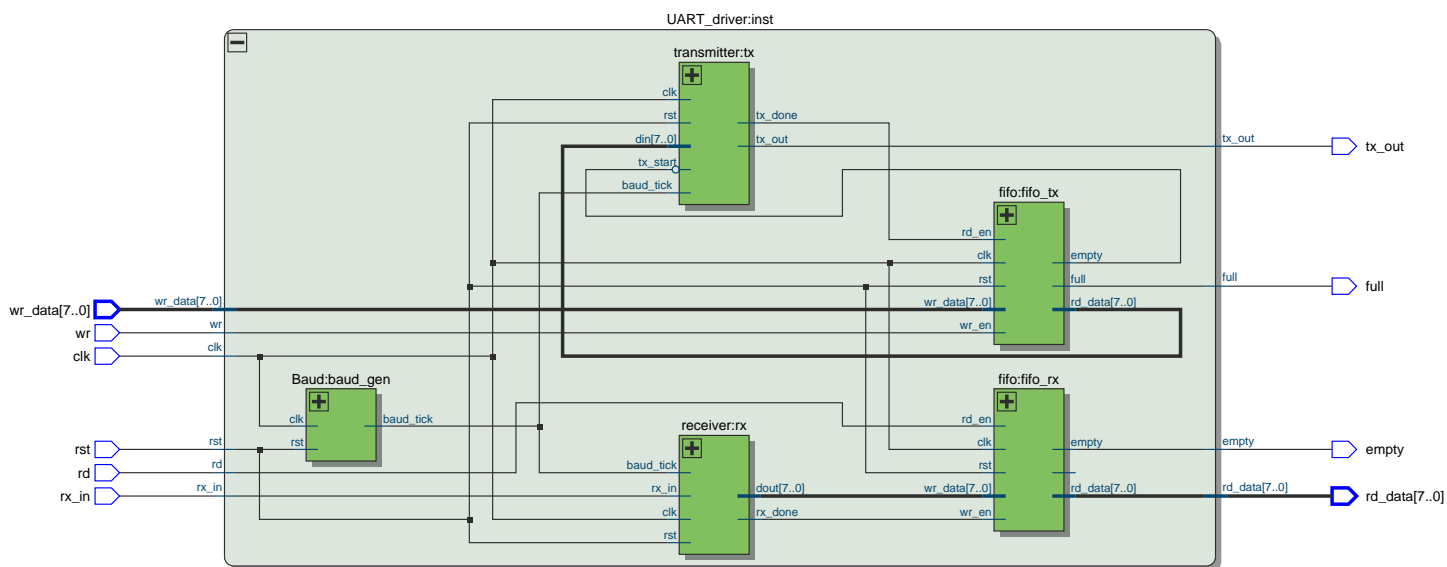 UART_driver:inst
transmitter:tx
clk
rst
din[7..0]
tx_start
baud_tick
tx_done
tx_out
tx_out
tx_out
fifo:fifo_tx
rd_en
clk
rst
wr_data[7..0]
wr_en
empty
full
rd_data[7..0]
full
full
wr_data[7..0]
wr_data[7..0]
wr
wr
clk
clk
Baud:baud_gen
clk
rst
baud_tick
rst
rst
rd
rd
rx_in
rx_in
receiver:rx
baud_tick
rx_in
clk
rst
dout[7..0]
rx_done
fifo:fifo_rx
rd_en
clk
rst
wr_data[7..0]
wr_en
empty
rd_data[7..0]
empty
empty
rd_data[7..0]
rd_data[7..0]